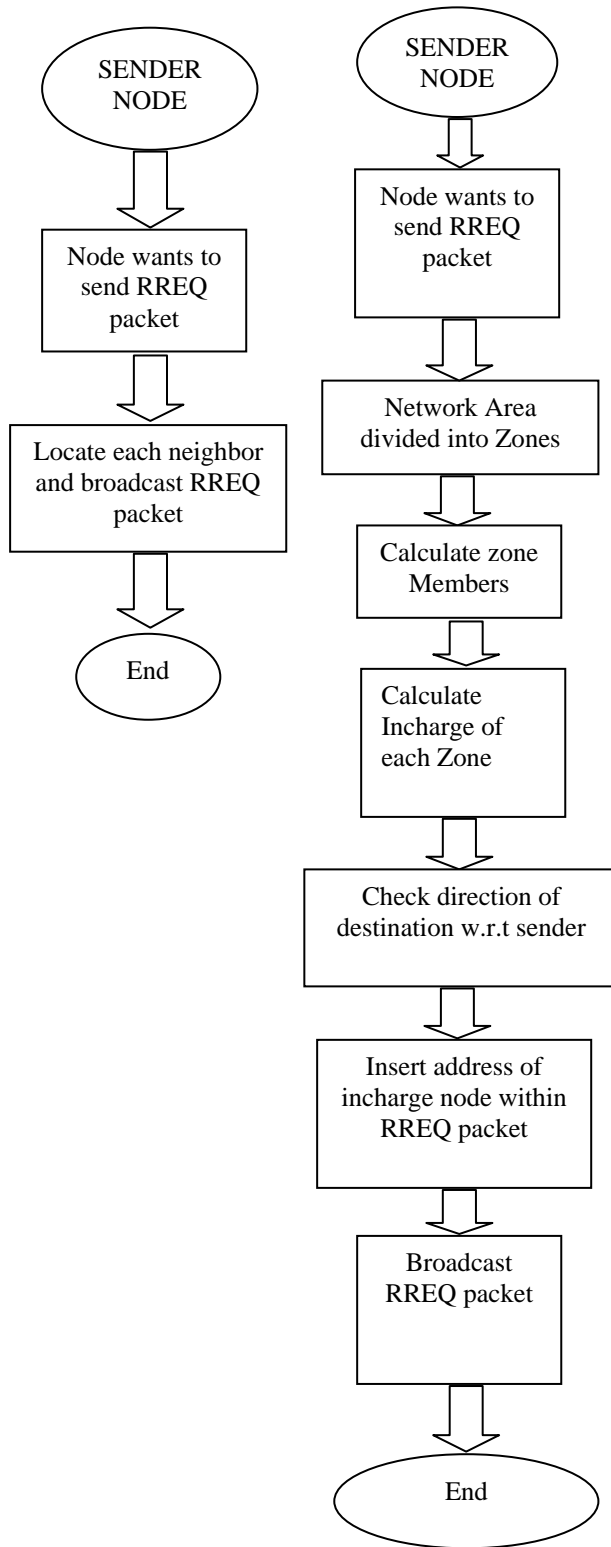 SENDER
NODE
Node wants to
send RREQ
packet
Locate each neighbor
and broadcast RREQ
packet
End
SENDER
NODE
Node wants to
send RREQ
packet
Network Area
divided into Zones
Calculate zone
Members
Calculate
Incharge of
each Zone
Check direction of
destination w.r.t sender
Insert address of
incharge node within
RREQ packet
Broadcast
RREQ packet
End